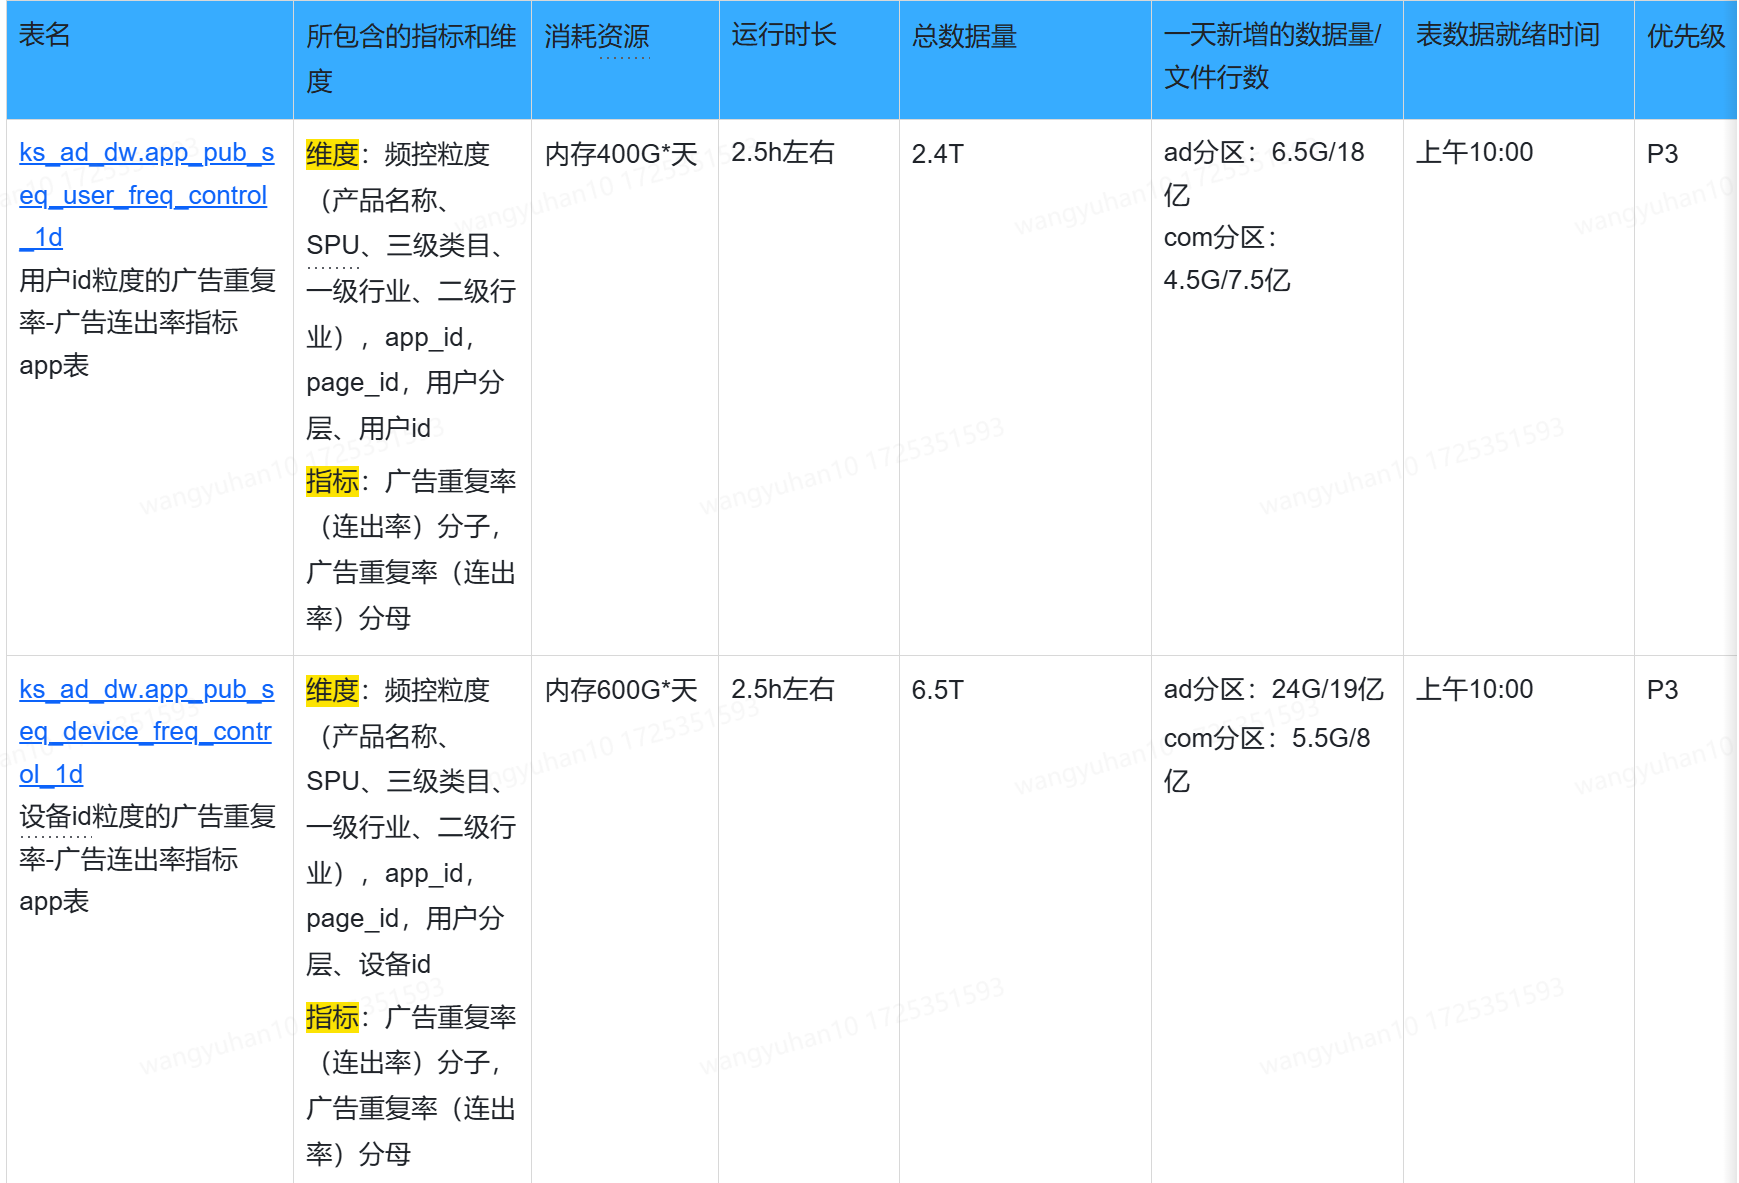 表名
所包含的指标和维
度
消耗资源
运行时长
总数据量
一天新增的数据量/
文件行数
表数据就绪时间
优先级
ks_ad_dw.app_pub_s
eq_user_freq_control
_1d
用户id粒度的广告重复
率-广告连出率指标
app表
维度：频控粒度
（产品名称、
SPU、三级类目、
一级行业、二级行
业），app_id，
page_id，用户分
层、用户id
指标：广告重复率
（连出率）分子，
广告重复率（连出
率）分母
内存400G*天
2.5h左右
2.4T
ad分区：6.5G/18
亿
com分区：
4.5G/7.5亿
上午10:00
P3
ks_ad_dw.app_pub_s
eq_device_freq_contr
ol_1d
设备id粒度的广告重复
率-广告连出率指标
app表
维度：频控粒度
（产品名称、
SPU、三级类目、
一级行业、二级行
业），app_id，
page_id，用户分
层、设备id
指标：广告重复率
（连出率）分子，
广告重复率（连出
率）分母
内存600G*天
2.5h左右
6.5T
ad分区：24G/19亿
com分区：5.5G/8
亿
上午10:00
P3
wangyuhan10 1725351593